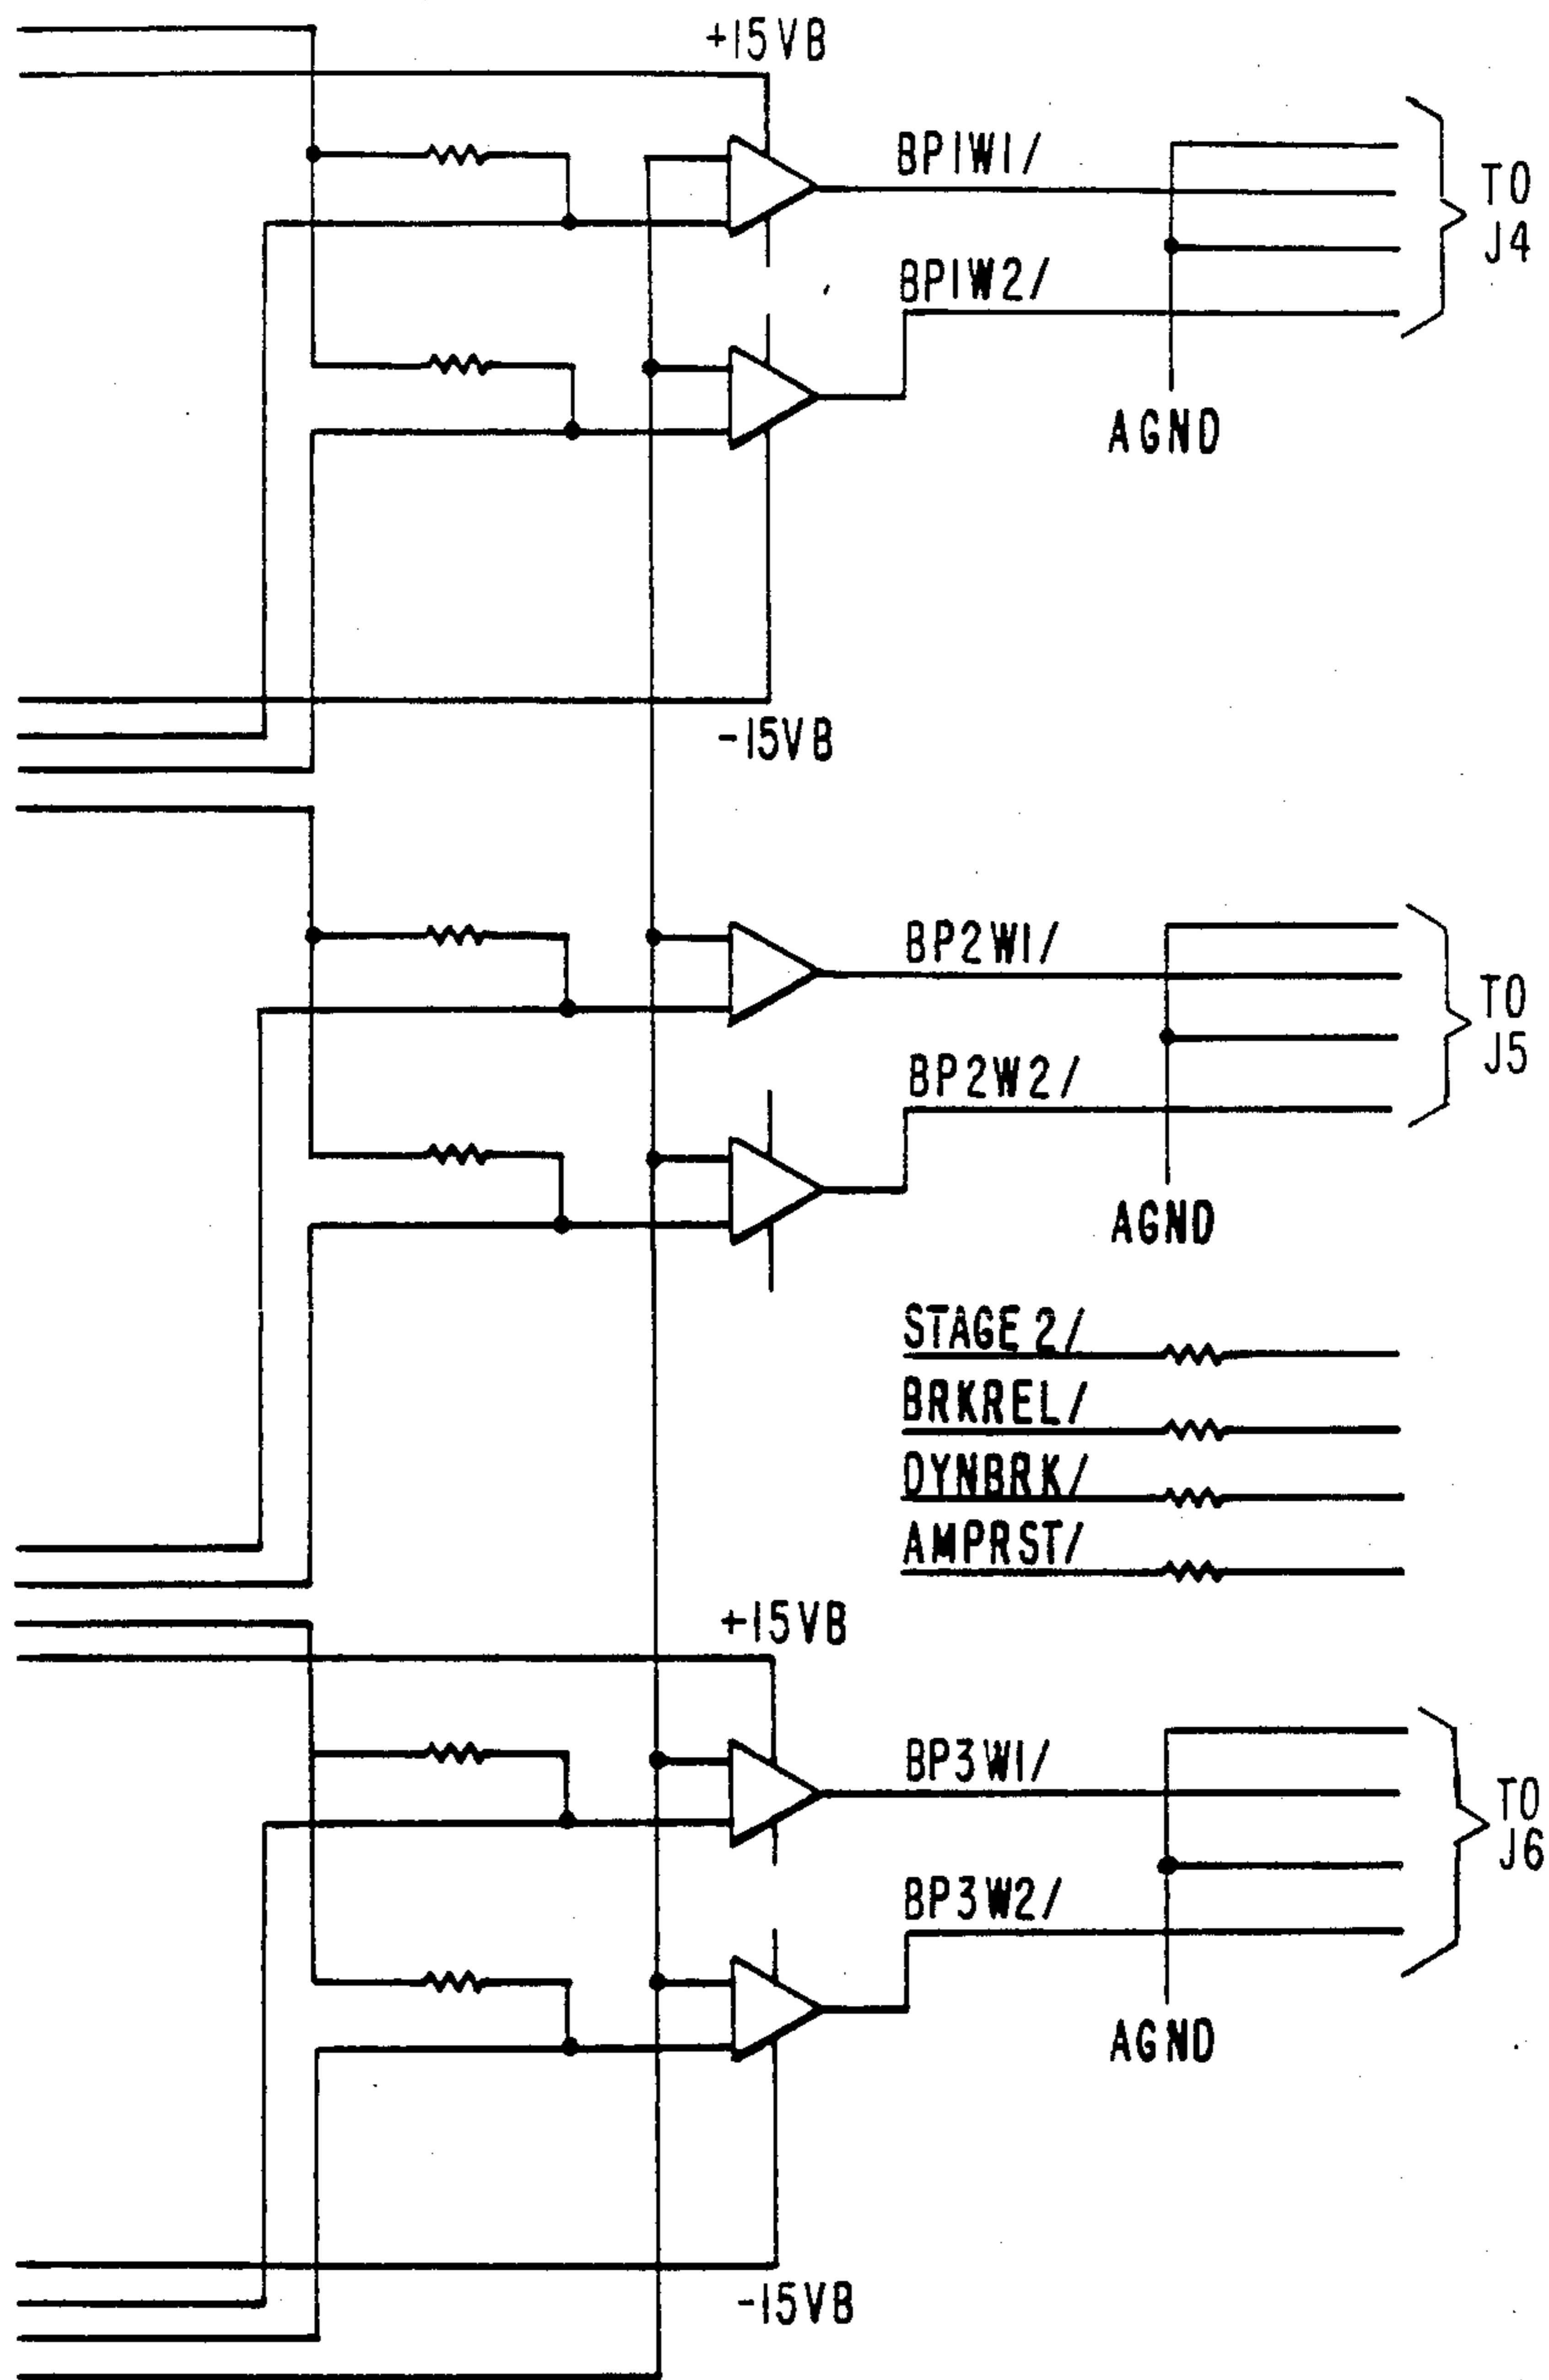 +15VB
BP1W1/
TO
J4
BP1W2/
AGND
-15VB
BP2W1/
TO
J5
BP2W2/
AGND
STAGE 2/
BRKREL/
DYNBRK/
AMPRST/
+15VB
BP3W1/
TO
J6
BP3W2/
AGND
-15VB